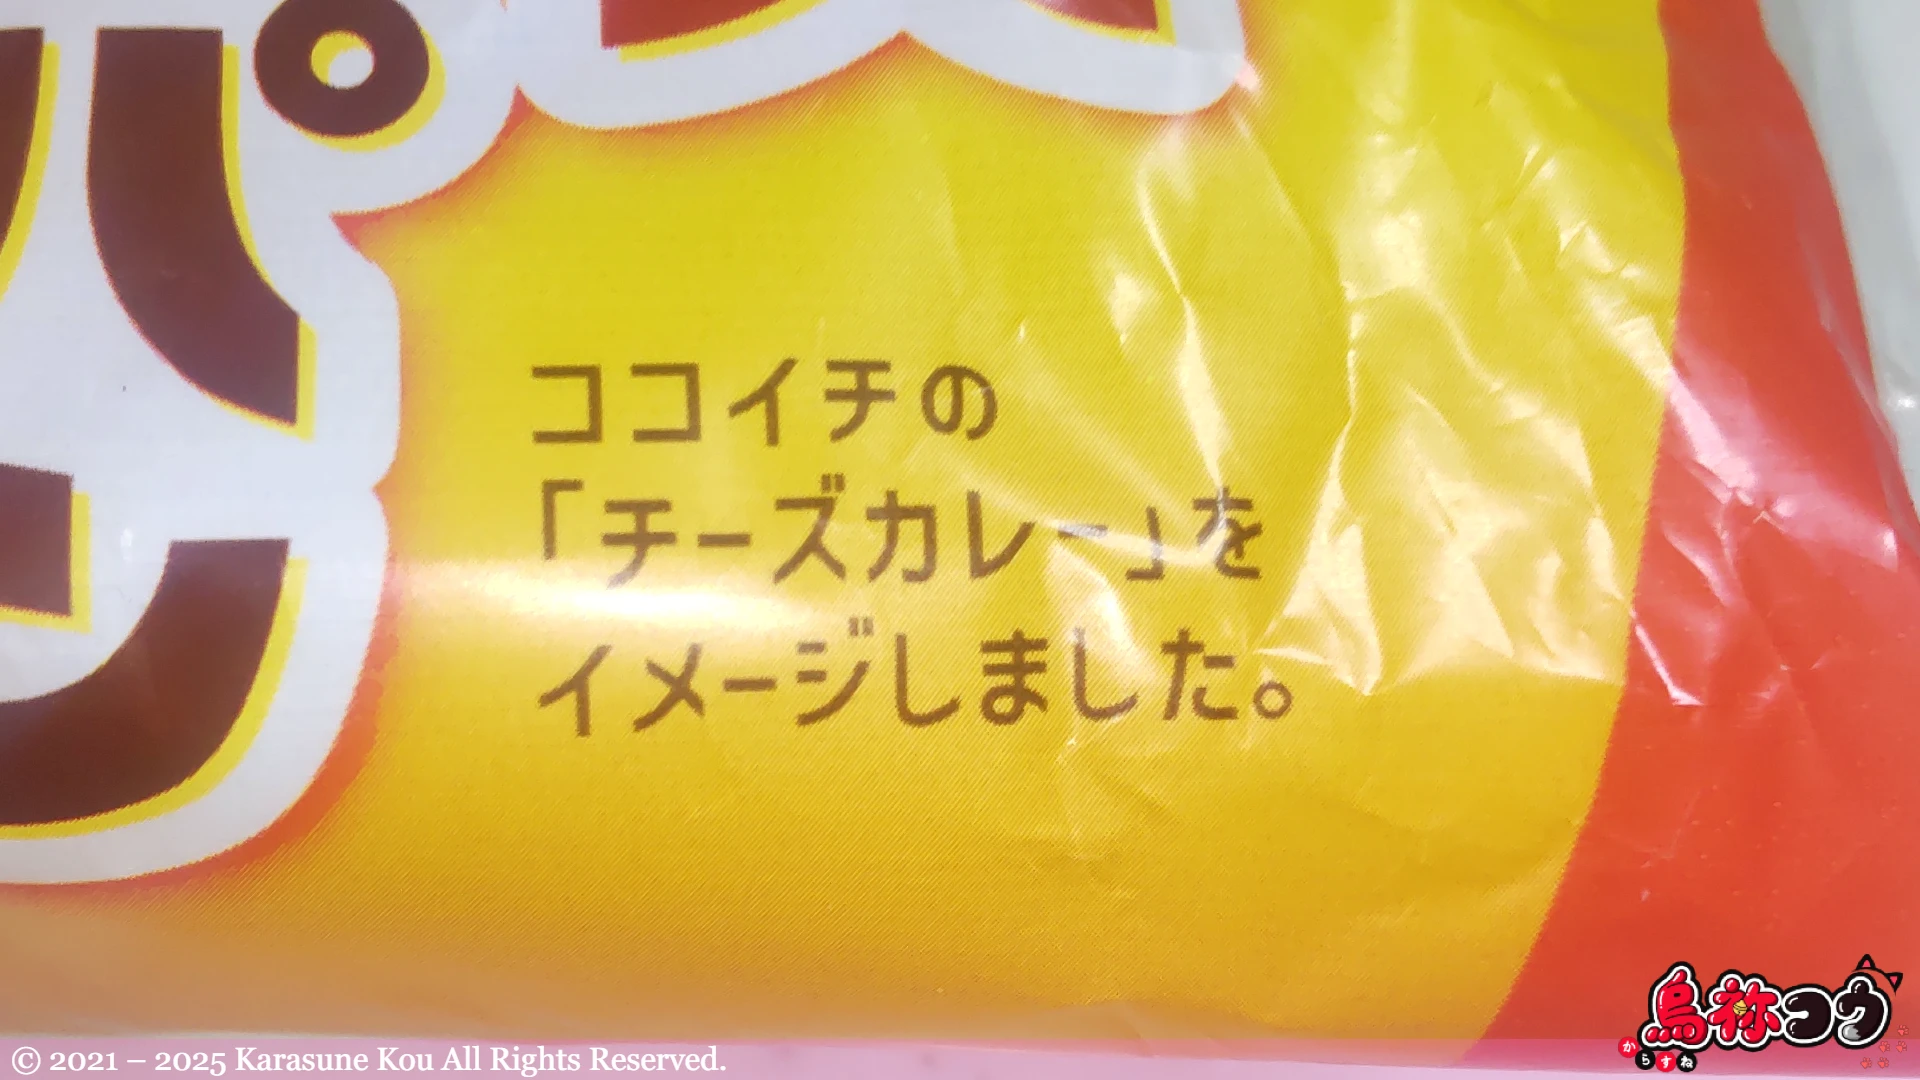 ココイチの
「チーズカレー」を
イメージしました。
© 2021 – 2025 Karasune Kou All Rights Reserved.
烏祢コウ
からすね